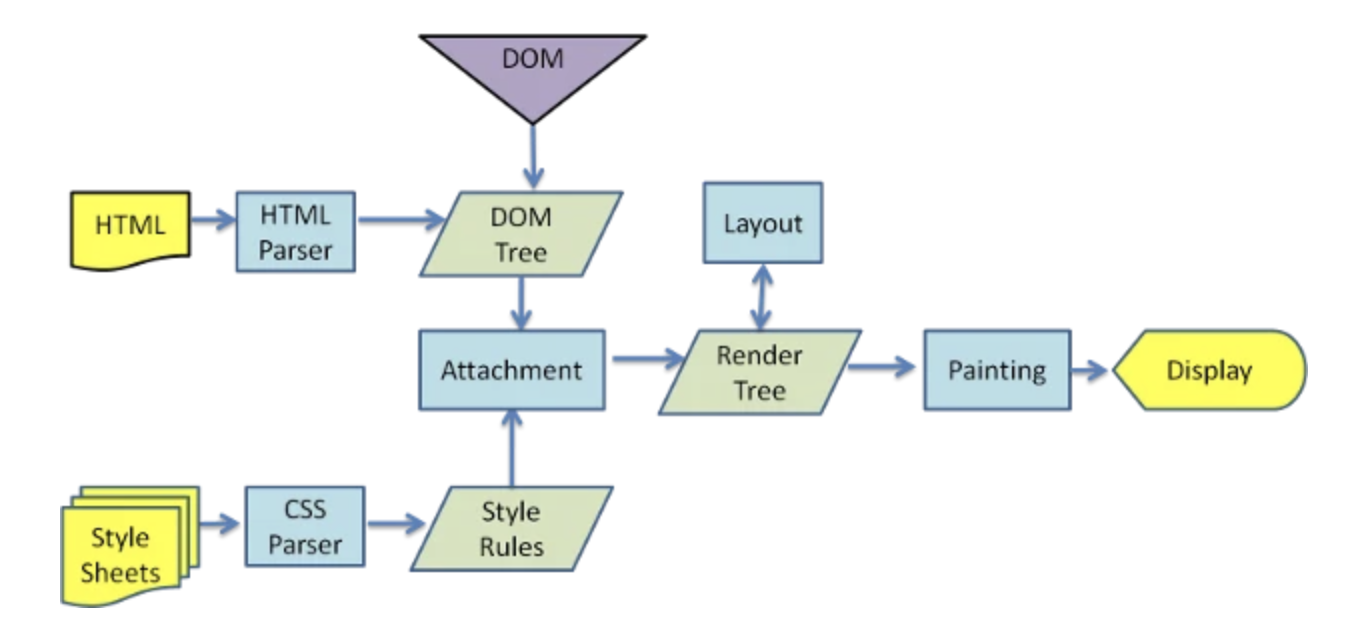 DOM
HTML
HTML
Parser
DOM
Tree
Layout
Attachment
Render
Tree
Painting
Display
Style
Sheets
CSS
Parser
Style
Rules